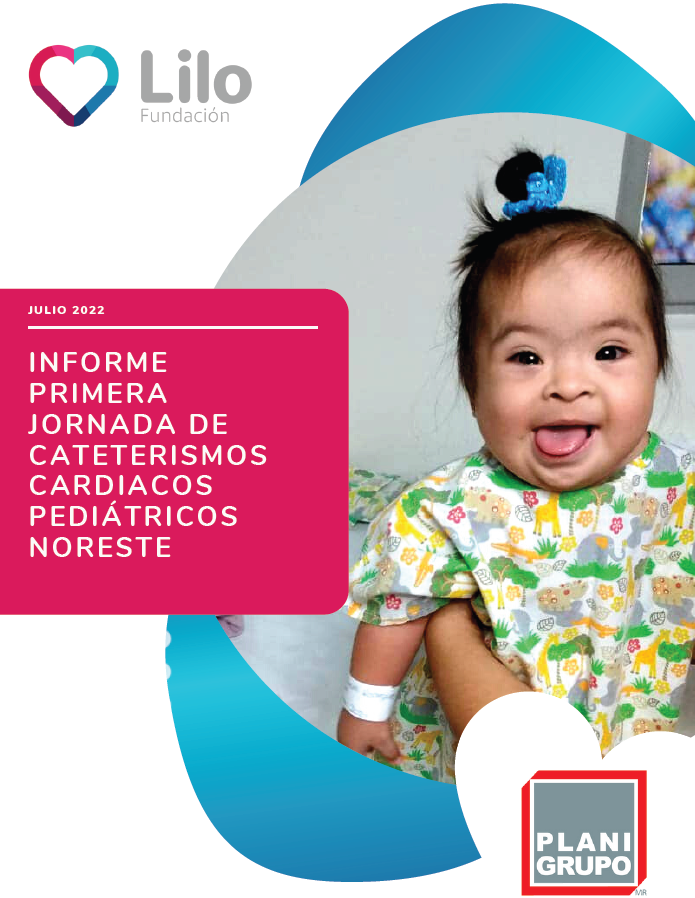 Lilo
Fundación
JULIO 2022
INFORME
PRIMERA
JORNADA DE
CATETERISMOS
CARDIACOS
PEDIÁTRICOS
NORESTE
PLANI
GRUPO
MR